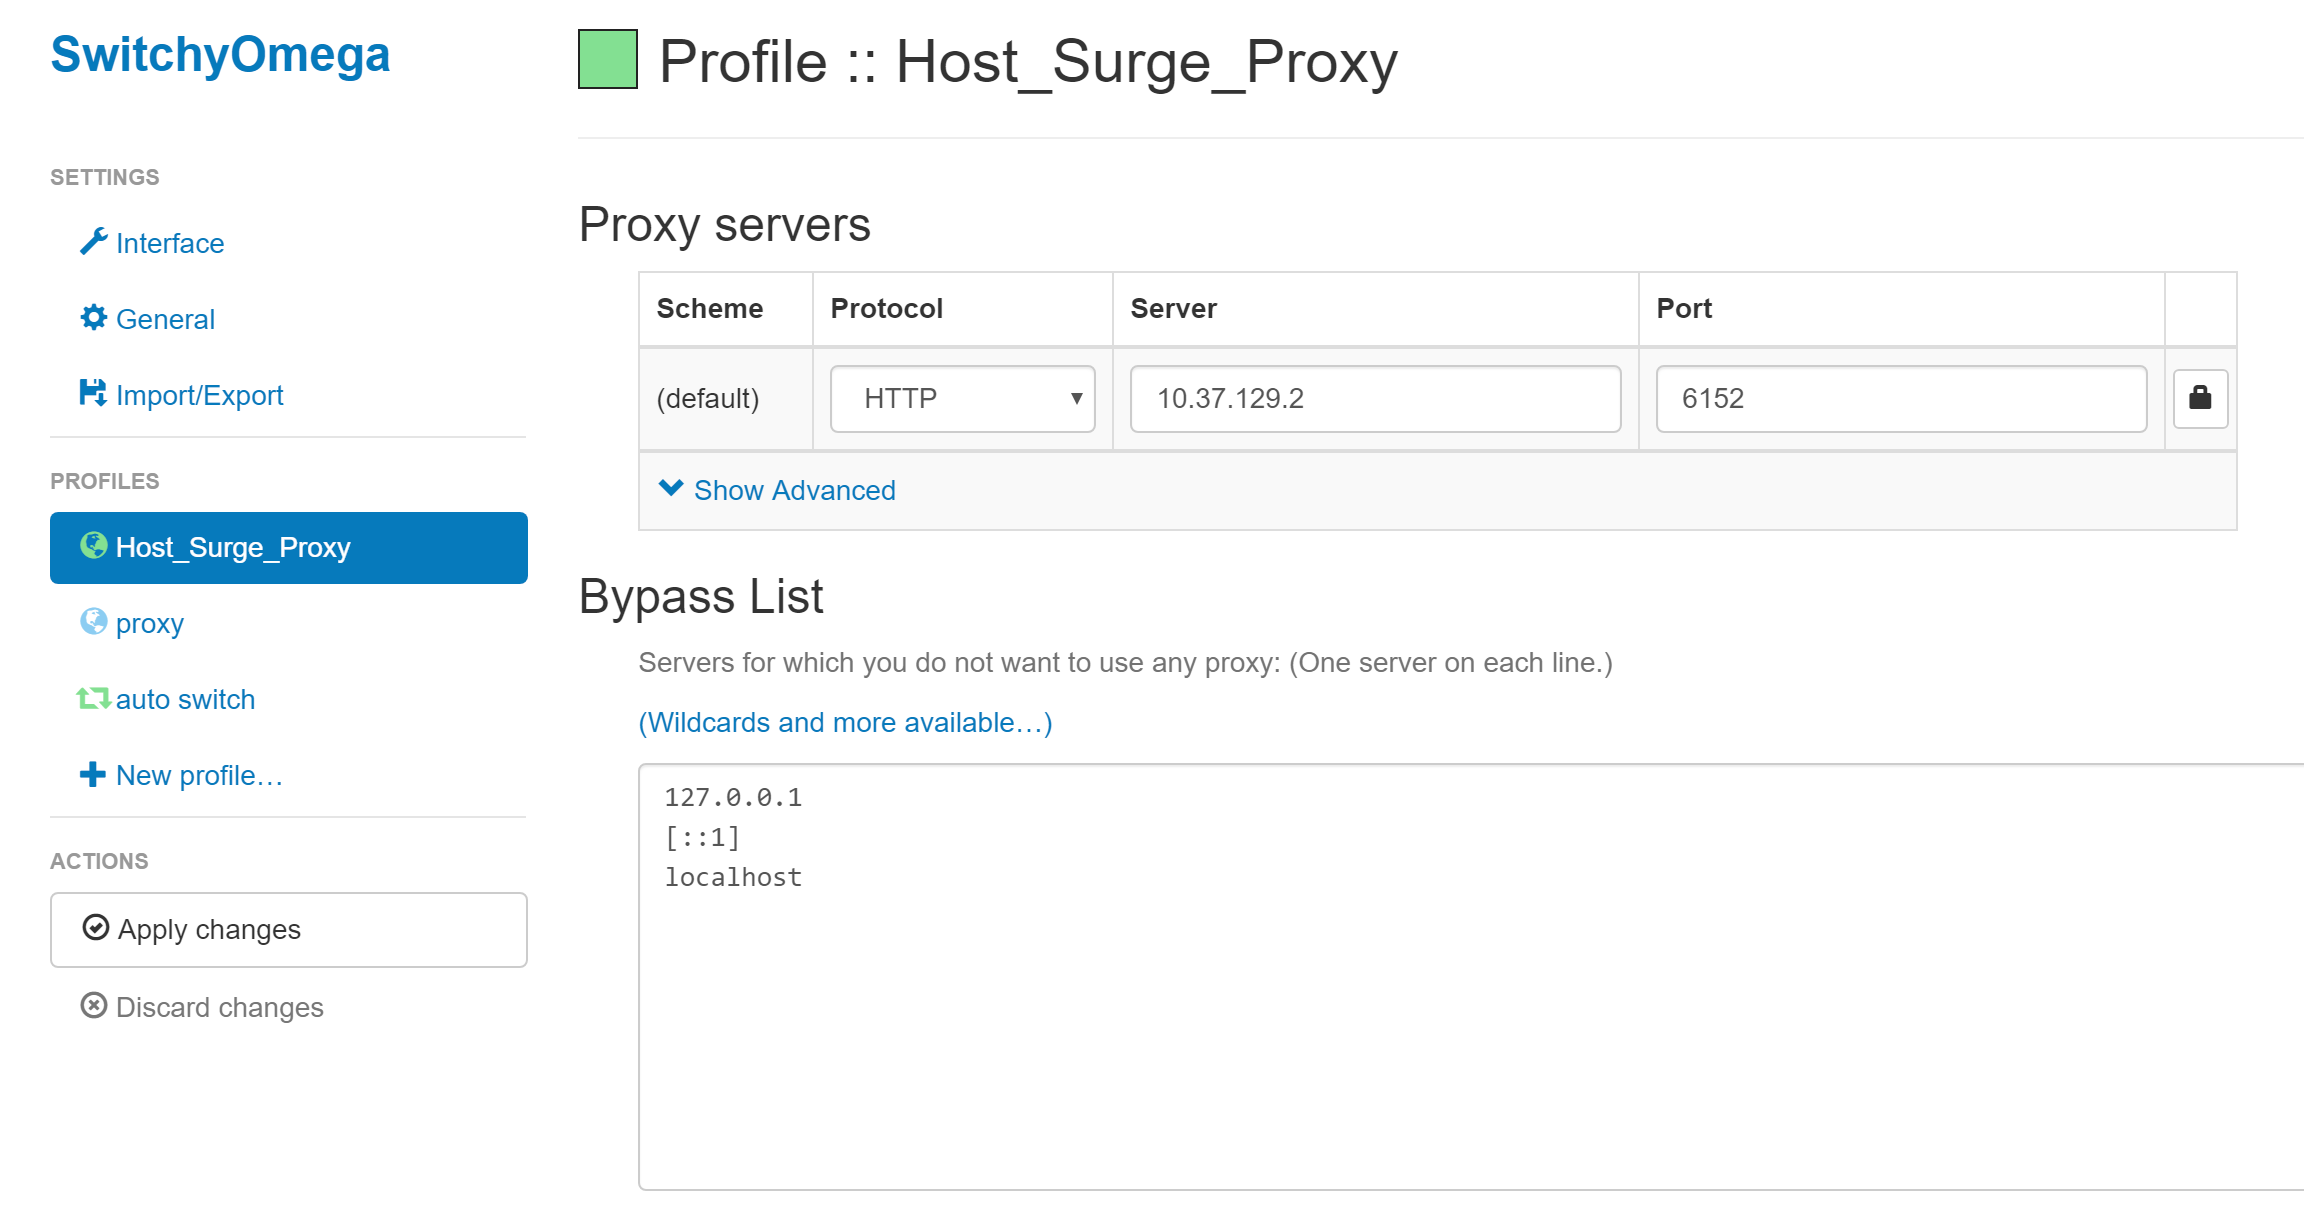 SwitchyOmega
SETTINGS
Interface
General
Import/Export
PROFILES
Host_Surge_Proxy
proxy
auto switch
New profile…
ACTIONS
Apply changes
Discard changes
Profile :: Host_Surge_Proxy
Proxy servers
Scheme Protocol Server Port
(default) HTTP 10.37.129.2 6152
Show Advanced
Bypass List
Servers for which you do not want to use any proxy: (One server on each line.)
(Wildcards and more available…)
127.0.0.1
[::1]
localhost